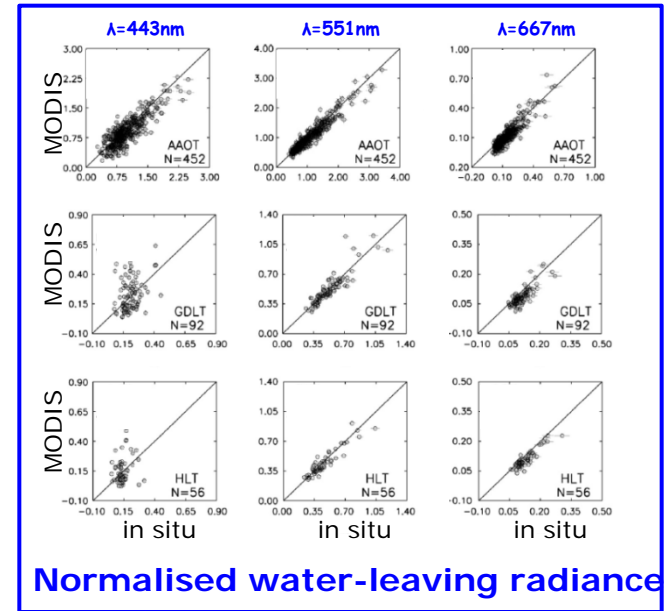 λ=443nm λ=551nm λ=667nm
MODIS
3.00 2.25 1.50 0.75 0.00
AAOT
N=452
0.00 0.75 1.50 2.25 3.00
4.00 3.00 2.00 1.00 0.00
AAOT
N=452
0.00 1.00 2.00 3.00 4.00
1.00 0.70 0.40 0.10 0.20
AAOT
N=452
-0.20 0.10 0.40 0.70 1.00
MODIS
0.90 0.65 0.40 0.15 -0.10
GDLT
N=92
-0.10 0.15 0.40 0.65 0.90
1.40 1.05 0.70 0.35 0.00
GDLT
N=92
0.00 0.35 0.70 1.05 1.40
0.50 0.35 0.20 0.05 -0.10
GDLT
N=92
-0.10 0.05 0.20 0.35 0.50
MODIS
0.90 0.65 0.40 0.15 -0.10
HLT
N=56
-0.10 0.15 0.40 0.65 0.90
1.40 1.05 0.70 0.35 0.00
HLT
N=56
0.00 0.35 0.70 1.05 1.40
0.50 0.35 0.20 0.05 -0.10
HLT
N=56
-0.10 0.05 0.20 0.35 0.50
in situ in situ in situ
Normalised water-leaving radiance